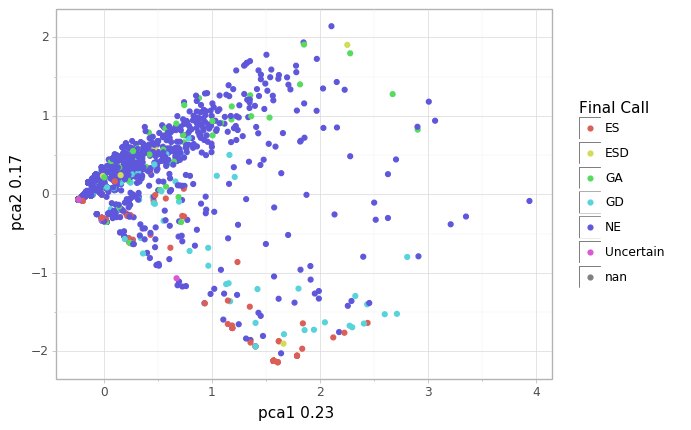 2
1
0
−1
−2
0
1
2
3
4
pca2 0.17
pca1 0.23
Final Call
ES
ESD
GA
GD
NE
Uncertain
nan